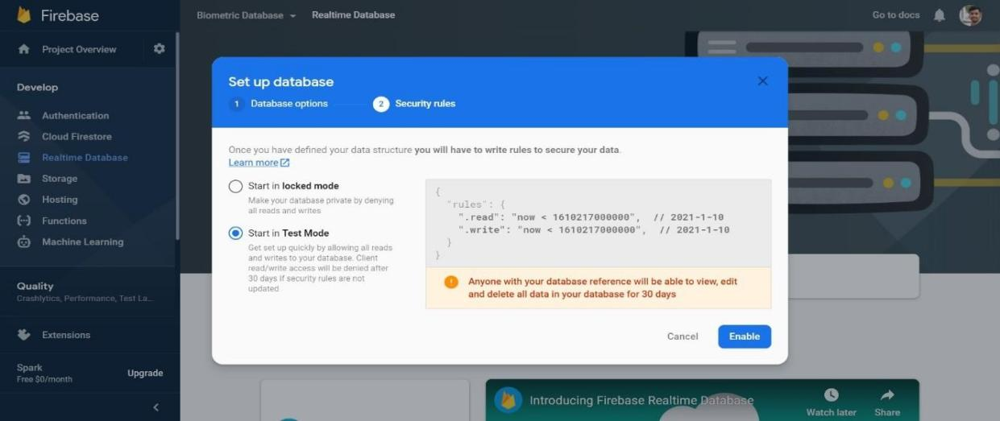 Firebase
Biometric Database Realtime Database
Go to docs
Project Overview
Develop
Authentication
Cloud Firestore
Realtime Database
Storage
Hosting
Functions
Machine Learning
Quality
Crashlytics, Performance, Test La...
Extensions
Spark
Free $0/month
Upgrade
Set up database
1 Database options
2 Security rules
Once you have defined your data structure you will have to write rules to secure your data.
Learn more
Start in locked mode
Make your database private by denying
all reads and writes
Start in Test Mode
Get set up quickly by allowing all reads
and writes to your database. Client
read/write access will be denied after
30 days if security rules are not
updated
{
"rules": {
".read": "now < 1610217000000", // 2021-1-10
".write": "now < 1610217000000", // 2021-1-10
}
}
Anyone with your database reference will be able to view, edit
and delete all data in your database for 30 days
Cancel
Enable
Introducing Firebase Realtime Database
Watch later
Share